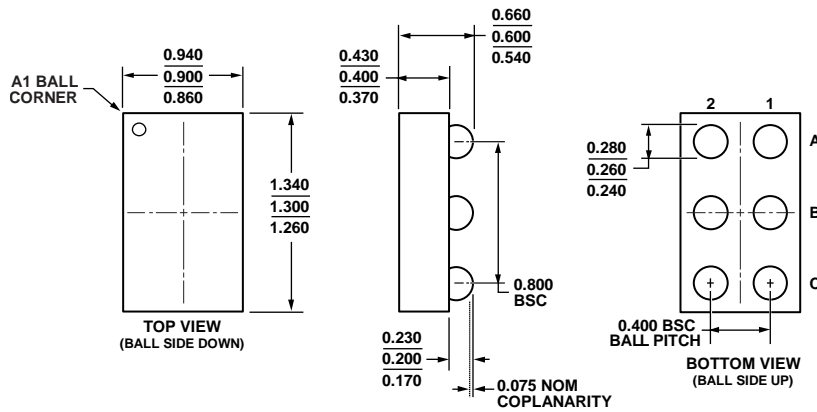 A1 BALL
CORNER
0.940
0.900
0.860
1.340
1.300
1.260
TOP VIEW
(BALL SIDE DOWN)
0.660
0.600
0.540
0.430
0.400
0.370
0.800
BSC
0.230
0.200
0.170
0.075 NOM
COPLANARITY
2 1
A
B
C
0.280
0.260
0.240
0.400 BSC
BALL PITCH
BOTTOM VIEW
(BALL SIDE UP)